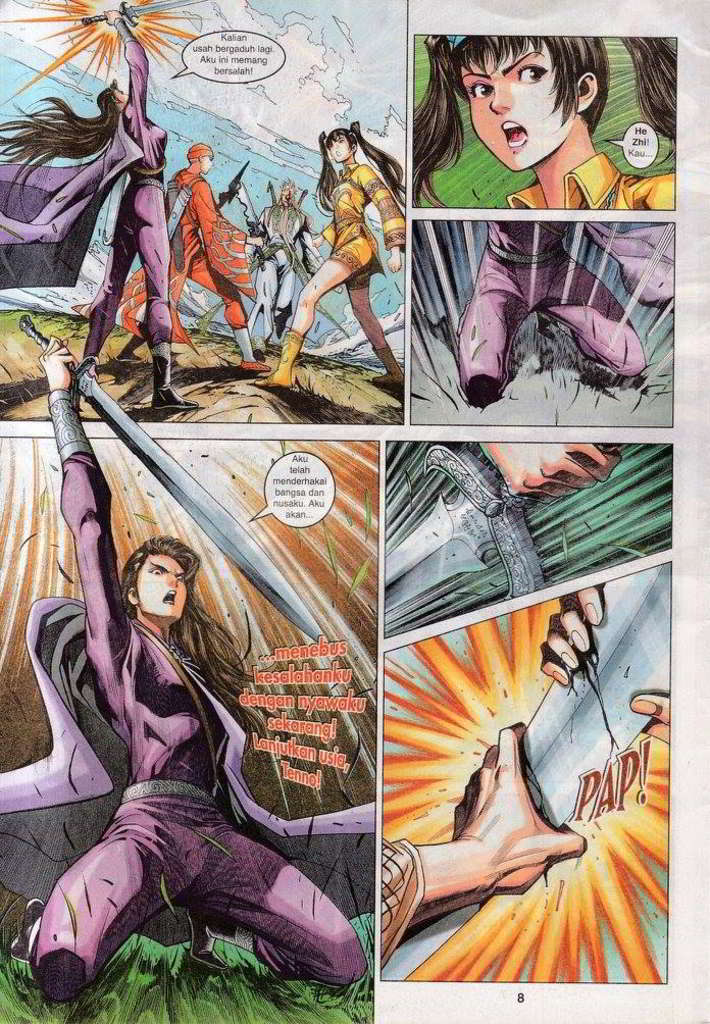 Kalian
usah bergaduh lagi.
Aku ini memang
bersalah!
He
Zhi!
Kau...
Aku
telah
menderhakai
bangsa dan
nusaku. Aku
akan...
...menebus
kesalahanku
dengan nyawaku
sekarang!
Lanjutkan usia,
Tenno!
PAP!
8